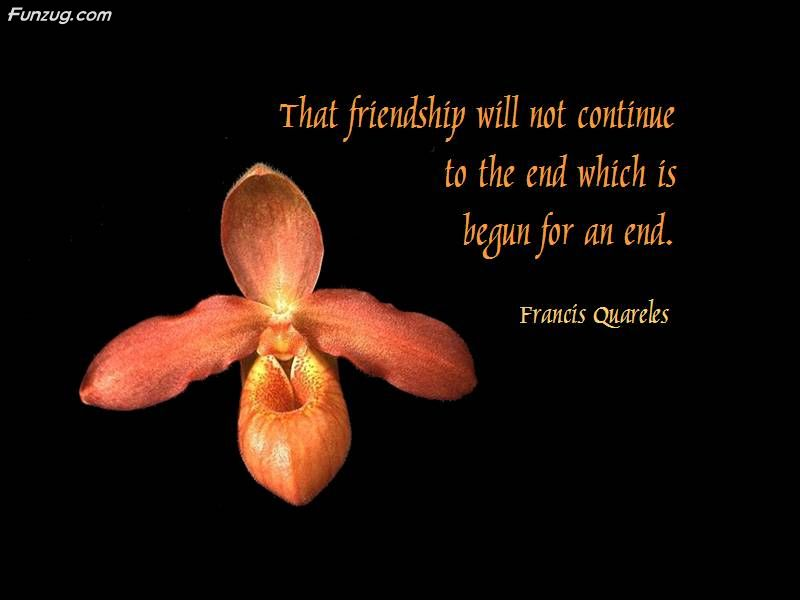 Funzug.com
That friendship will not continue
to the end which is
begun for an end.
Francis Quareles